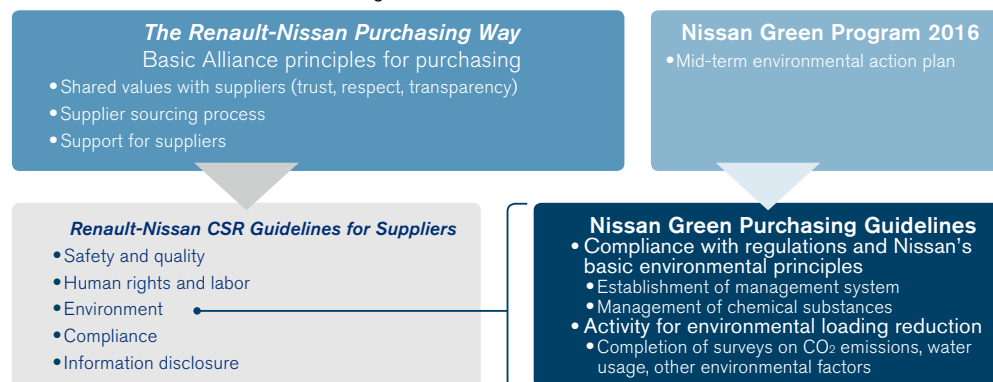 The Renault-Nissan Purchasing Way
Basic Alliance principles for purchasing
• Shared values with suppliers (trust, respect, transparency)
• Supplier sourcing process
• Support for suppliers
Nissan Green Program 2016
• Mid-term environmental action plan
Renault-Nissan CSR Guidelines for Suppliers
• Safety and quality
• Human rights and labor
• Environment
• Compliance
• Information disclosure
Nissan Green Purchasing Guidelines
• Compliance with regulations and Nissan's
basic environmental principles
• Establishment of management system
• Management of chemical substances
• Activity for environmental loading reduction
• Completion of surveys on CO₂ emissions, water
usage, other environmental factors